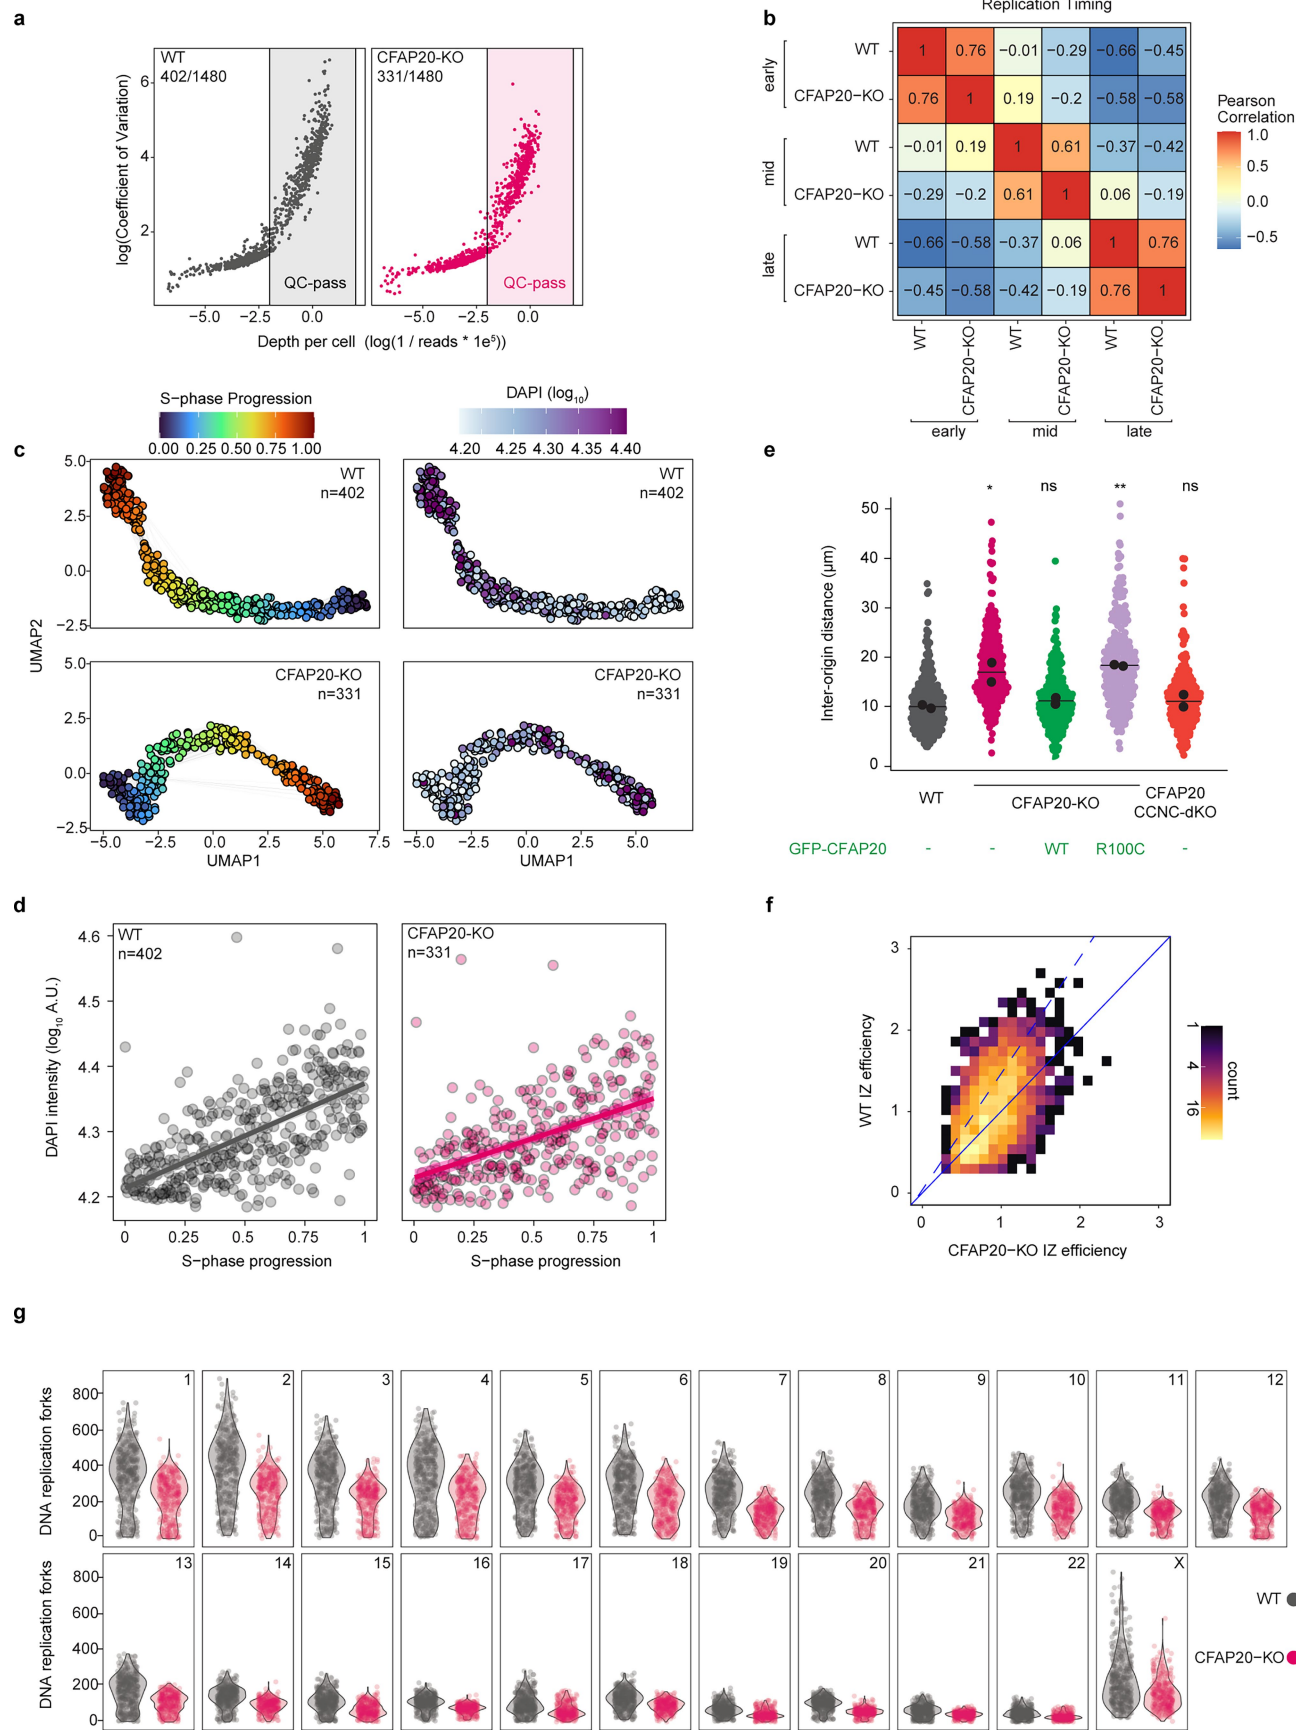 a
WT
402/1480
CFAP20-KO
331/1480
log(Coefficient of Variation)
6
4
2
QC-pass
QC-pass
−5.0 −2.5 0.0 −5.0 −2.5 0.0
Depth per cell (log(1 / reads * 1e⁵))
b
Replication Timing
early
WT 1 0.76 −0.01 −0.29 −0.66 −0.45
CFAP20−KO 0.76 1 0.19 −0.2 −0.58 −0.58
mid
WT −0.01 0.19 1 0.61 −0.37 −0.42
CFAP20−KO −0.29 −0.2 0.61 1 0.06 −0.19
late
WT −0.66 −0.58 −0.37 0.06 1 0.76
CFAP20−KO −0.45 −0.58 −0.42 −0.19 0.76 1
WT CFAP20−KO WT CFAP20−KO WT CFAP20−KO
early mid late
Pearson
Correlation
1.0
0.5
0.0
−0.5
c
S−phase Progression
0.00 0.25 0.50 0.75 1.00
DAPI (log₁₀)
4.20 4.25 4.30 4.35 4.40
UMAP2
5.0
2.5
0.0
−2.5
WT
n=402
WT
n=402
5.0
2.5
0.0
−2.5
CFAP20-KO
n=331
CFAP20-KO
n=331
−5.0 −2.5 0.0 2.5 5.0 7.5
−5.0 −2.5 0.0 2.5 5.0
UMAP1
UMAP1
e
* ns ** ns
Inter-origin distance (μm)
50
40
30
20
10
0
WT
CFAP20-KO
CFAP20
CCNC-dKO
GFP-CFAP20 - - WT R100C -
d
WT
n=402
CFAP20-KO
n=331
DAPI intensity (log₁₀ A.U.)
4.6
4.5
4.4
4.3
4.2
0 0.25 0.5 0.75 1
0 0.25 0.5 0.75 1
S−phase progression
S−phase progression
f
WT IZ efficiency
3
2
1
0
0 1 2 3
CFAP20−KO IZ efficiency
count
1
4
16
g
DNA replication forks
800
600
400
200
0
1 2 3 4 5 6 7 8 9 10 11 12
DNA replication forks
800
600
400
200
0
13 14 15 16 17 18 19 20 21 22 X
WT
CFAP20−KO